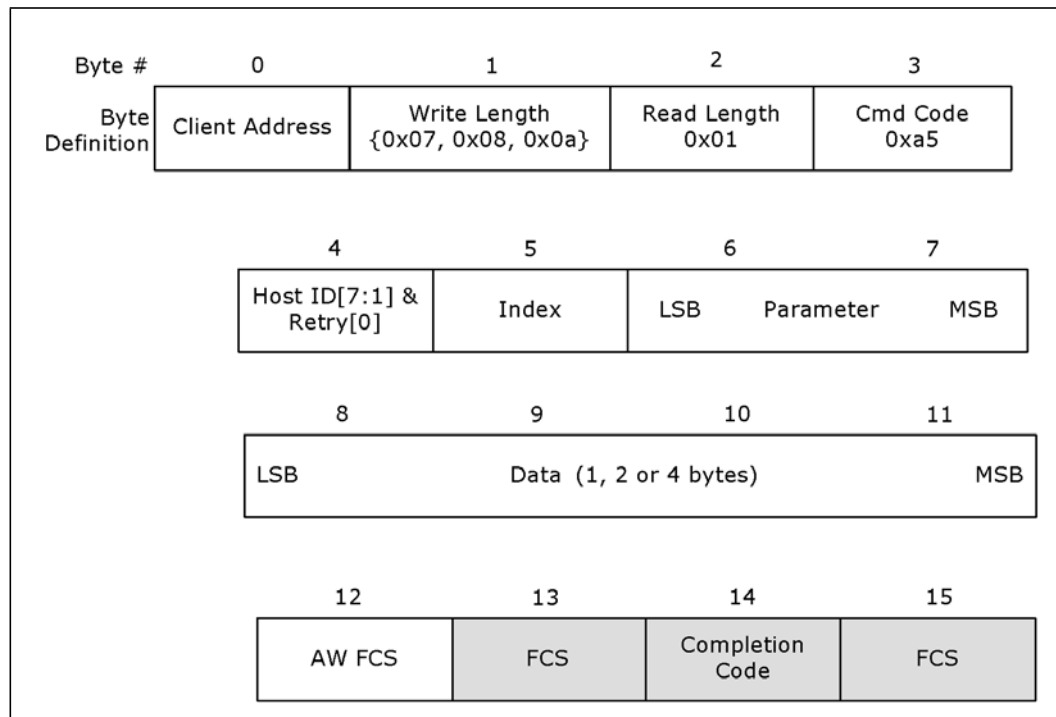 Byte # 0 1 2 3
Byte Definition Client Address Write Length {0x07, 0x08, 0x0a} Read Length 0x01 Cmd Code 0xa5
4 5 6 7
Host ID[7:1] & Retry[0] Index LSB Parameter MSB
8 9 10 11
LSB Data (1, 2 or 4 bytes) MSB
12 13 14 15
AW FCS FCS Completion Code FCS